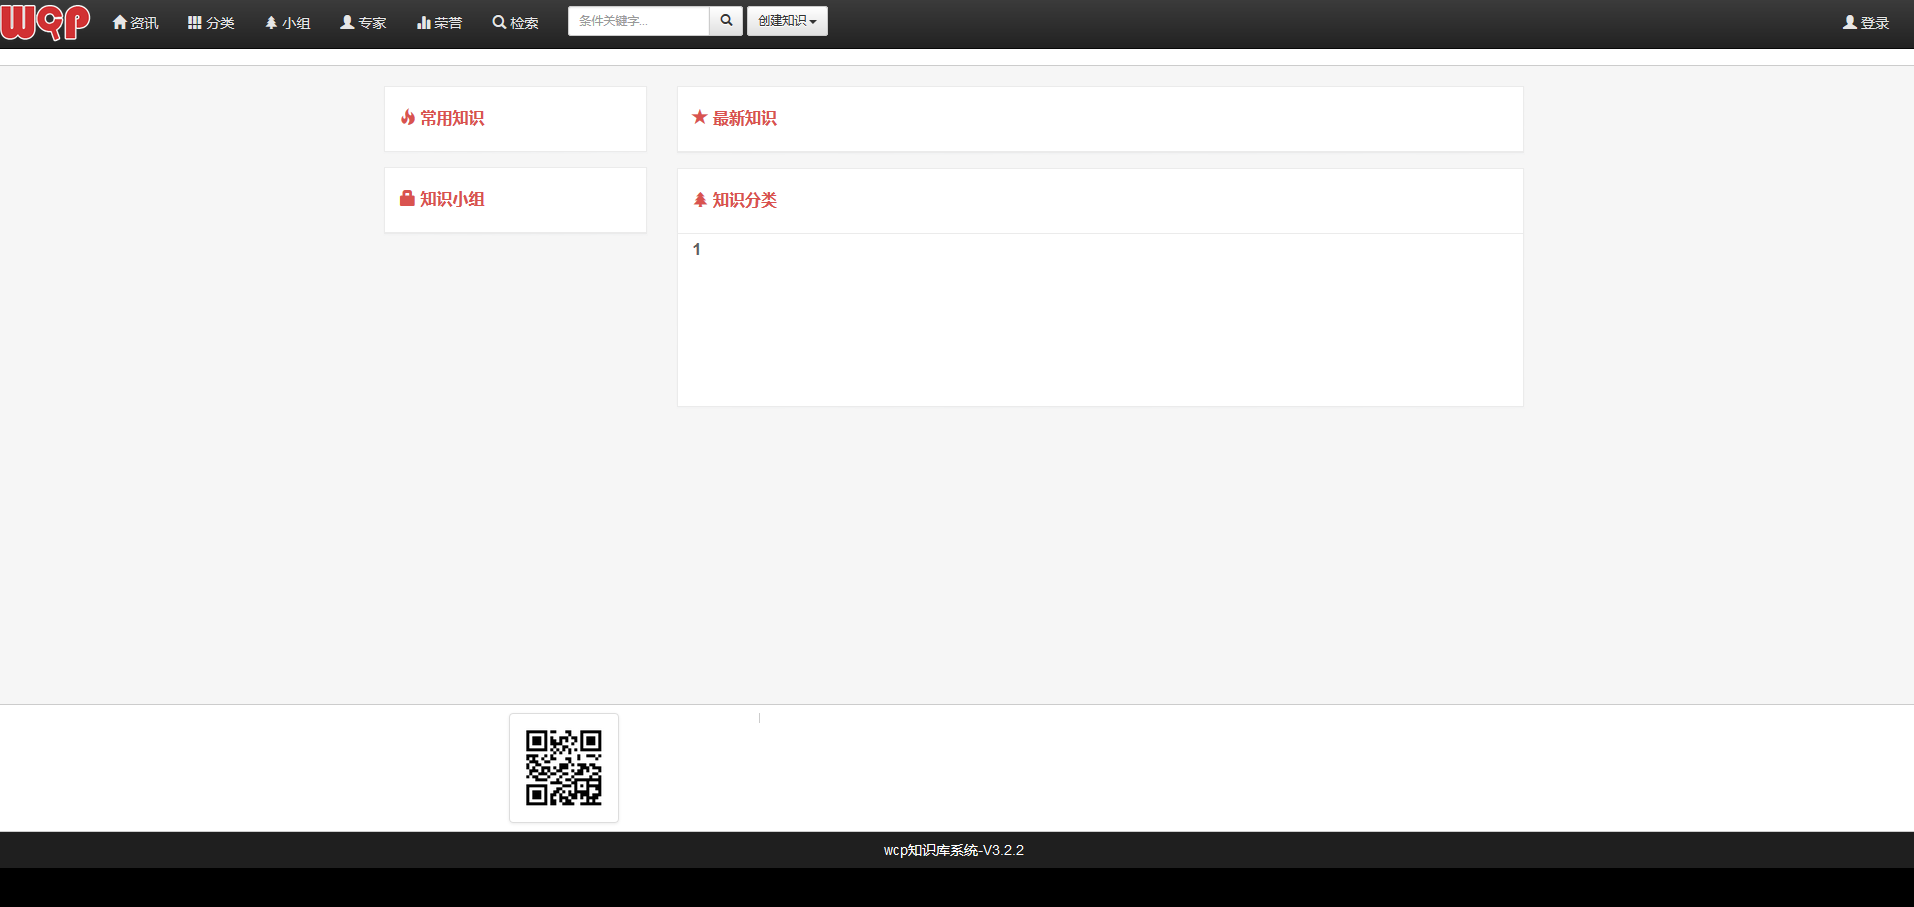 wcp 资讯 分类 小组 专家 荣誉 检索 条件关键字... 创建知识 登录
常用知识
最新知识
知识小组
知识分类
1
wcp知识库系统-V3.2.2